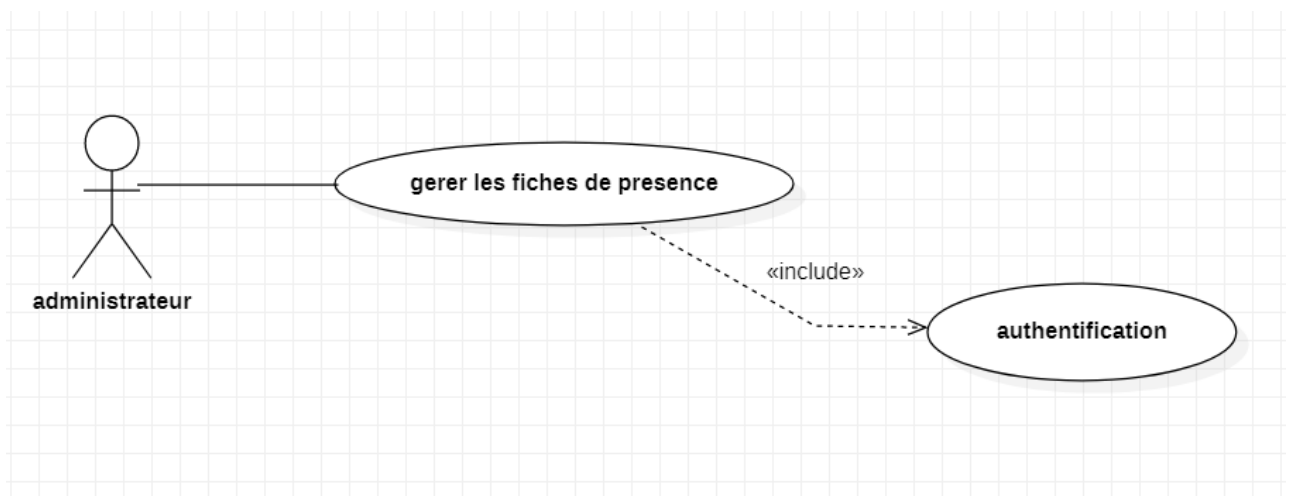 gerer les fiches de presence
«include»
administrateur
authentification